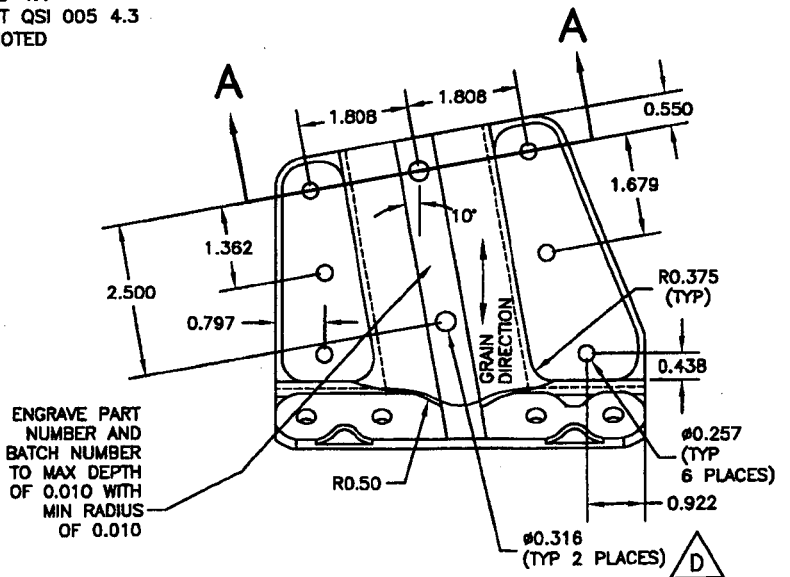 T QSI 005 4.3
OTED
A
A
1.808
1.808
0.550
1.679
10°
1.362
2.500
0.797
R0.375
(TYP)
GRAIN
DIRECTION
0.438
ENGRAVE PART
NUMBER AND
BATCH NUMBER
TO MAX DEPTH
OF 0.010 WITH
MIN RADIUS
OF 0.010
R0.50
ø0.257
(TYP
6 PLACES)
0.922
ø0.316
(TYP 2 PLACES)
D